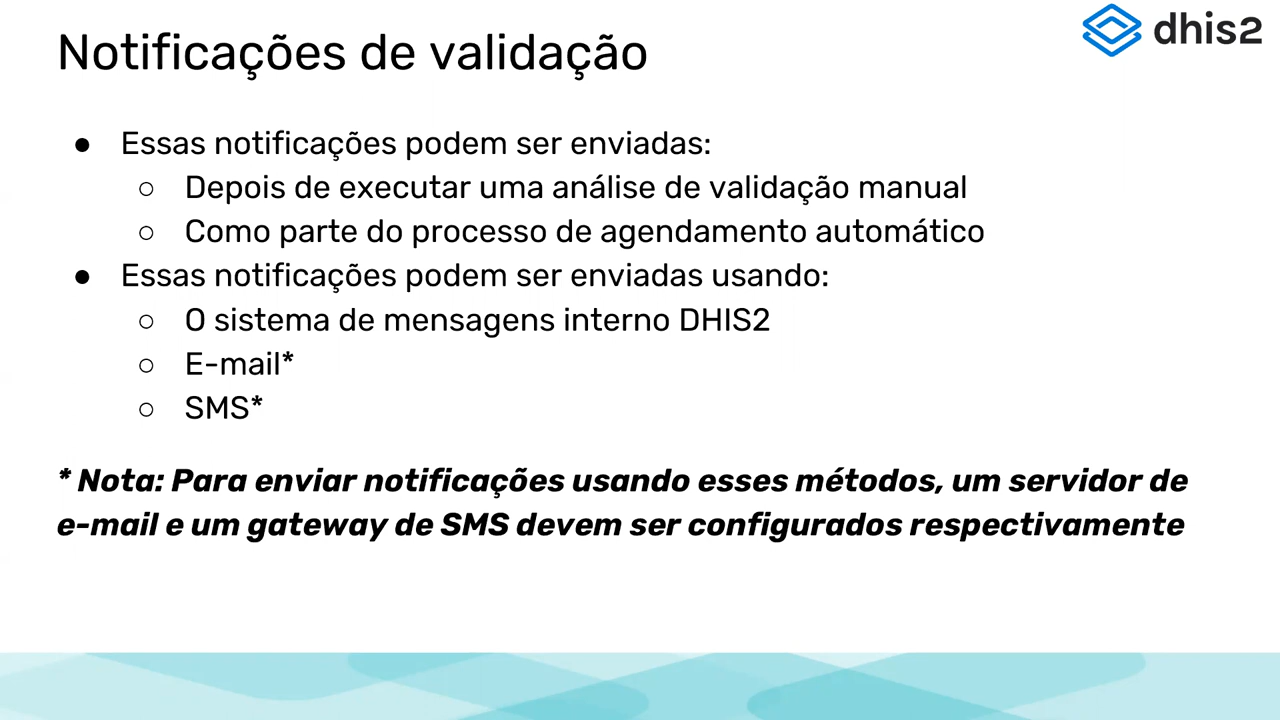 dhis2
Notificações de validação
● Essas notificações podem ser enviadas:
○ Depois de executar uma análise de validação manual
○ Como parte do processo de agendamento automático
● Essas notificações podem ser enviadas usando:
○ O sistema de mensagens interno DHIS2
○ E-mail*
○ SMS*
* Nota: Para enviar notificações usando esses métodos, um servidor de
e-mail e um gateway de SMS devem ser configurados respectivamente